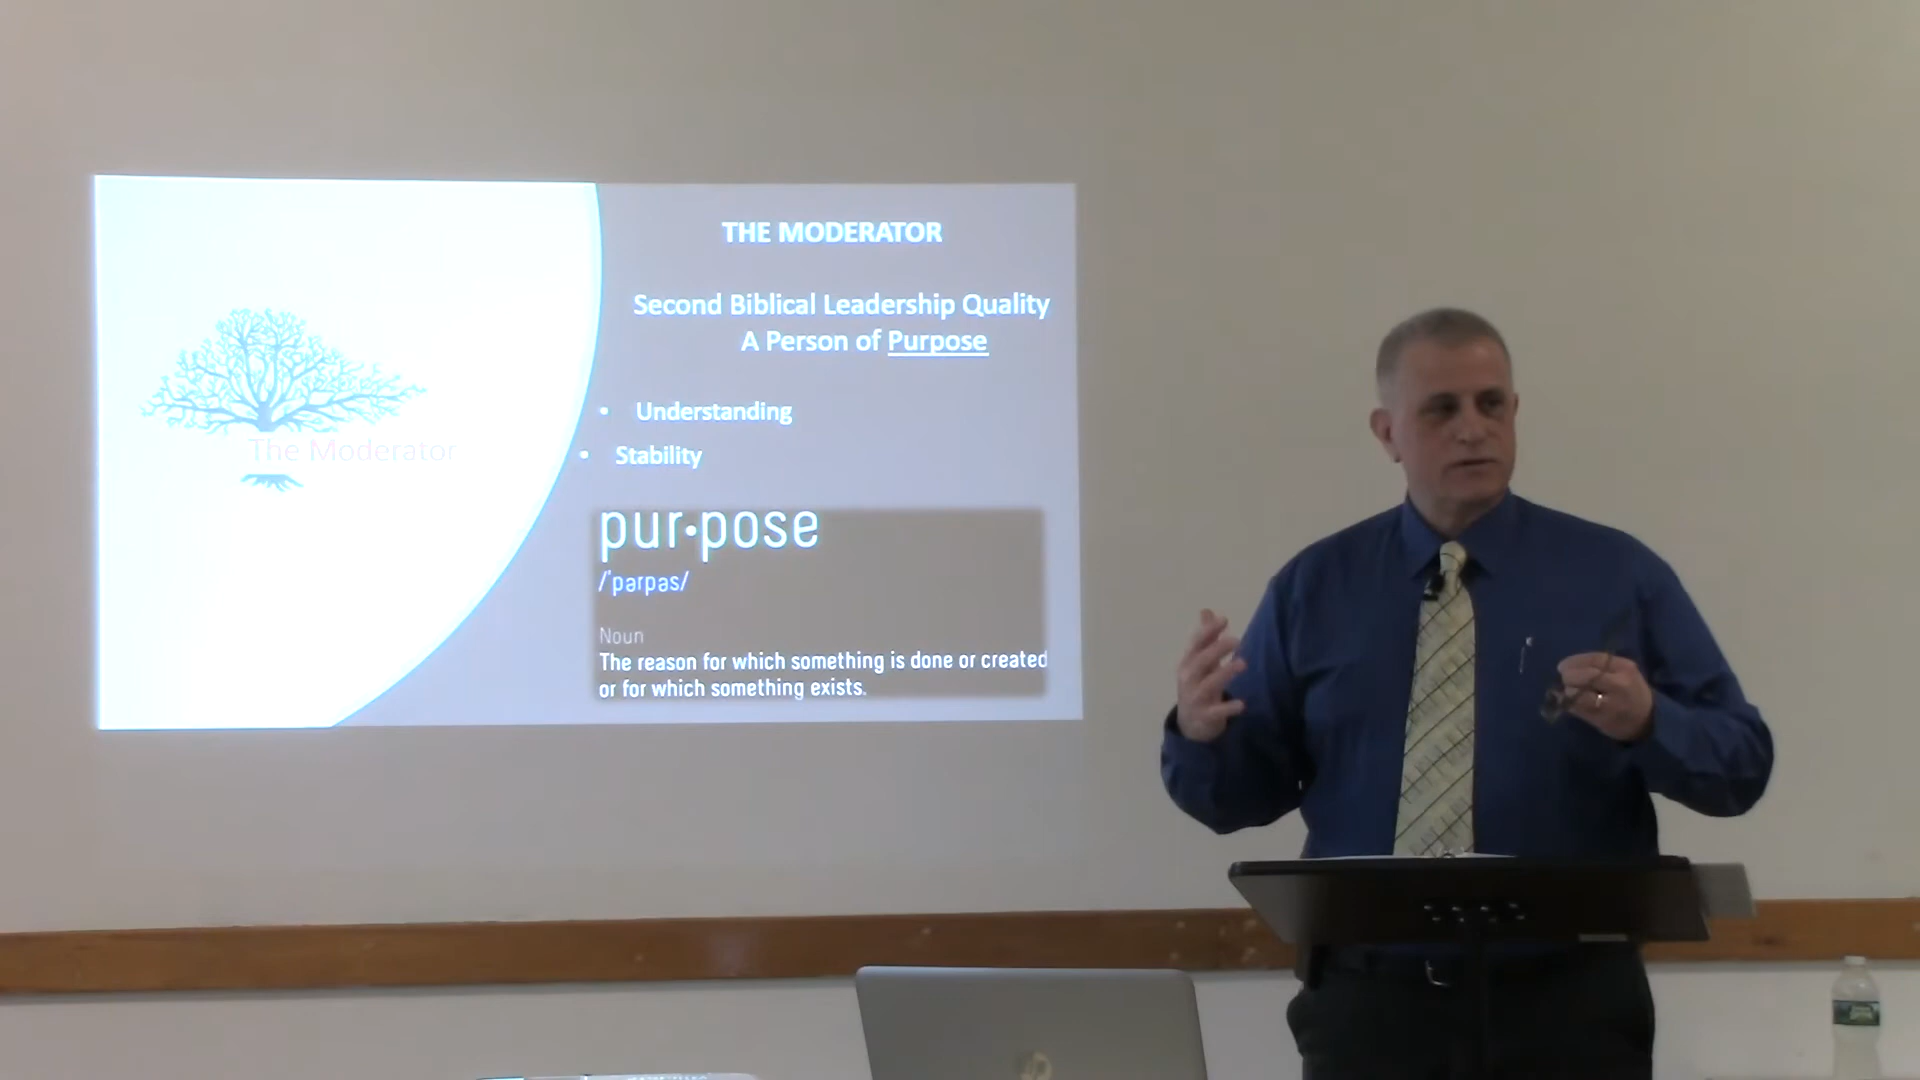 THE MODERATOR
Second Biblical Leadership Quality
A Person of Purpose
• Understanding
• Stability
The Moderator
pur·pose
/'pərpəs/
Noun
The reason for which something is done or created
or for which something exists.